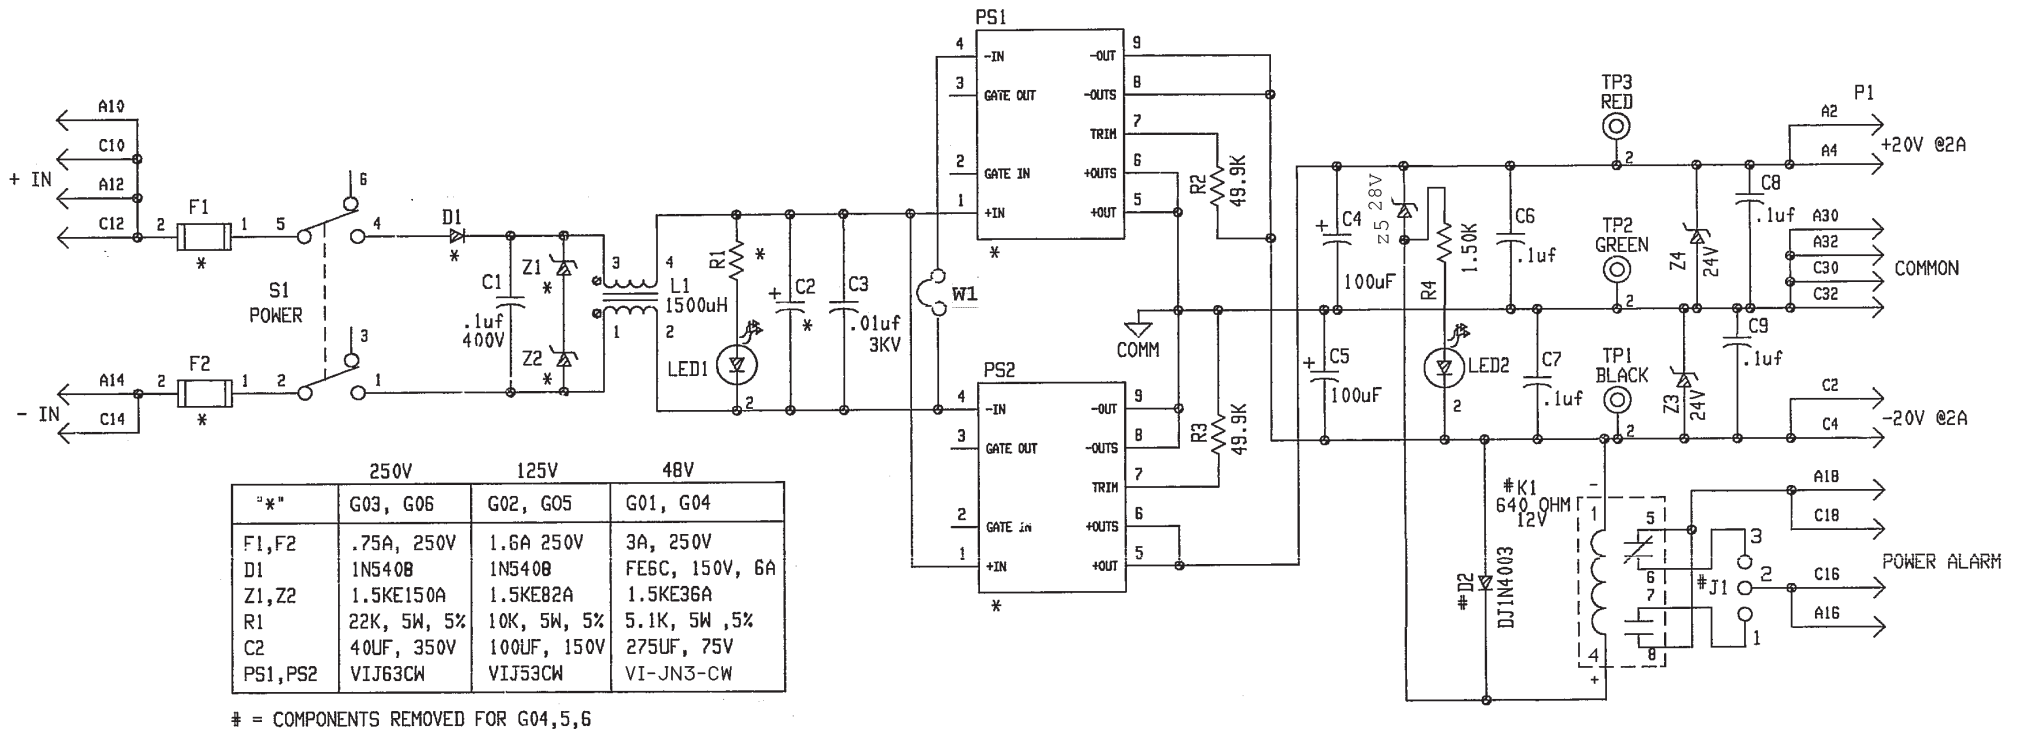 PS1
4
-IN
3
GATE OUT
2
GATE IN
1
+IN
*
-OUT
9
-OUTS
8
TRIM
7
+OUTS
6
+OUT
5
+ IN
A10
C10
A12
C12
2
F1
1
*
5
6
4
S1
POWER
- IN
A14
C14
2
F2
1
*
2
3
1
D1
*
C1
.1uf
400V
Z1
*
Z2
*
3
4
L1
1500uH
1
2
R1
*
LED1
2
+
C2
*
C3
.01uf
3KV
W1
PS2
4
-IN
3
GATE OUT
2
GATE in
1
+IN
*
-OUT
9
-OUTS
8
TRIM
7
+OUTS
6
+OUT
5
R2
49.9K
R3
49.9K
COMM
+
C4
100uF
+
C5
100uF
z5 28V
R4
1.50K
LED2
2
C6
.1uf
C7
.1uf
TP3
RED
2
TP2
GREEN
2
TP1
BLACK
2
Z4
24V
Z3
24V
C8
.1uf
C9
.1uf
P1
A2
A4
+20V @2A
A30
A32
C30
C32
COMMON
C2
C4
-20V @2A
#D2
DJ1N4003
#K1
640 OHM
12V
-
1
4
+
5
6
7
8
#J1
3
2
1
A18
C18
POWER ALARM
C16
A16
250V 125V 48V
"*" G03, G06 G02, G05 G01, G04
F1,F2 .75A, 250V 1.6A 250V 3A, 250V
D1 1N5408 1N5408 FE6C, 150V, 6A
Z1,Z2 1.5KE150A 1.5KE82A 1.5KE36A
R1 22K, 5W, 5% 10K, 5W, 5% 5.1K, 5W ,5%
C2 40UF, 350V 100UF, 150V 275UF, 75V
PS1,PS2 VIJ63CW VIJ53CW VI-JN3-CW
# = COMPONENTS REMOVED FOR G04,5,6